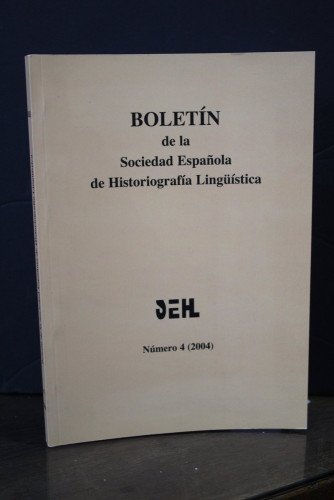 BOLETÍN
de la
Sociedad Española
de Historiografía Lingüística
SEHL
Número 4 (2004)